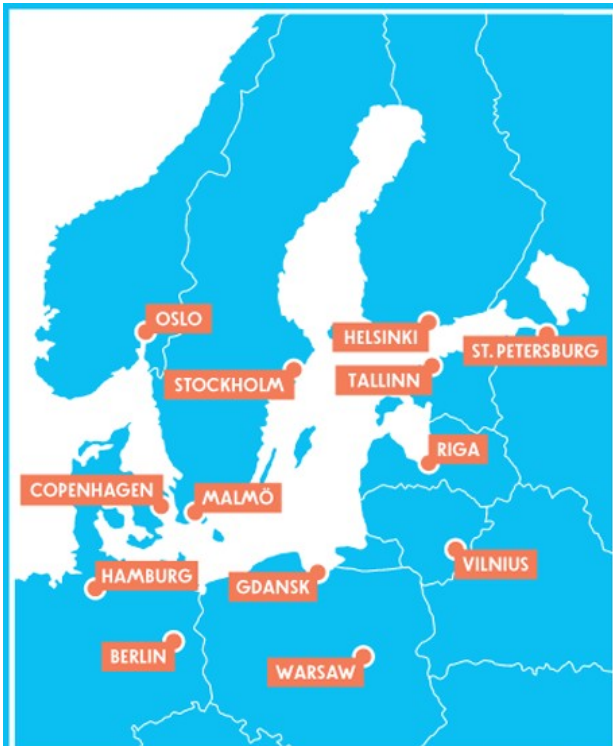 OSLO
HELSINKI
ST. PETERSBURG
STOCKHOLM
TALLINN
RIGA
COPENHAGEN
MALMÖ
VILNIUS
HAMBURG
GDANSK
BERLIN
WARSAW